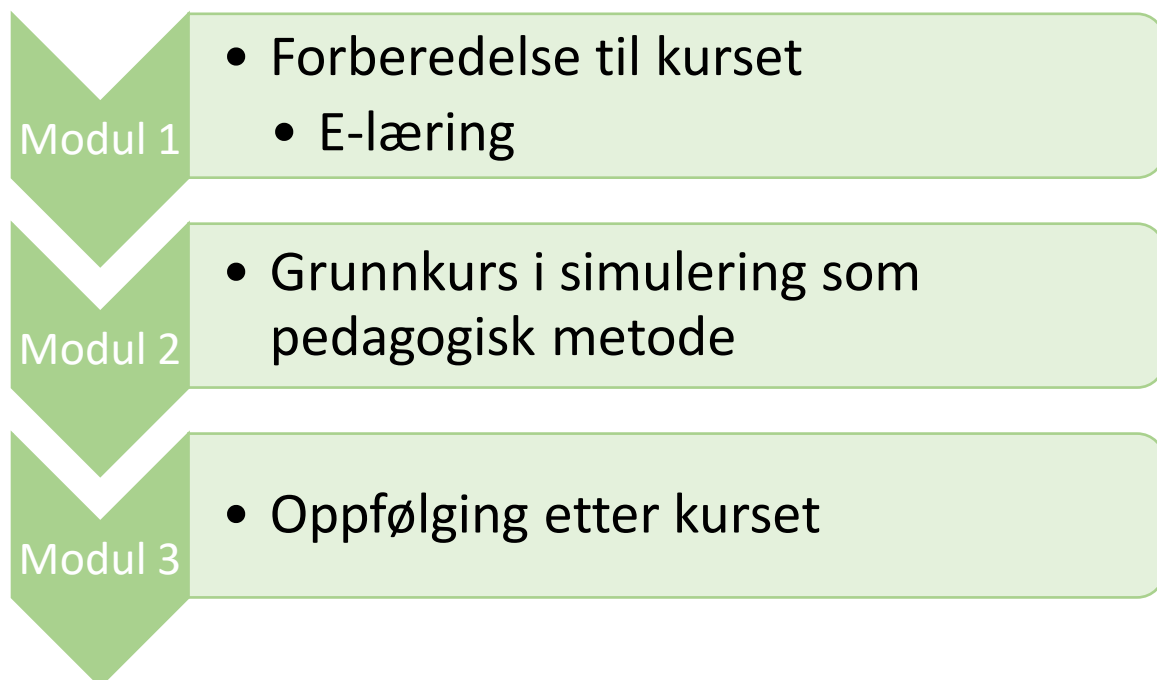 Modul 1
• Forberedelse til kurset
• E-læring
Modul 2
• Grunnkurs i simulering som
pedagogisk metode
Modul 3
• Oppfølging etter kurset